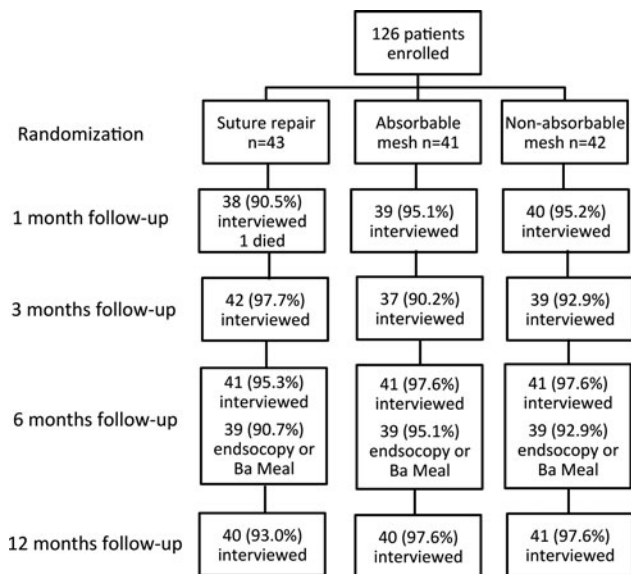 126 patients
enrolled
Randomization
Suture repair
n=43
Absorbable
mesh n=41
Non-absorbable
mesh n=42
1 month follow-up
38 (90.5%)
interviewed
1 died
39 (95.1%)
interviewed
40 (95.2%)
interviewed
3 months follow-up
42 (97.7%)
interviewed
37 (90.2%)
interviewed
39 (92.9%)
interviewed
6 months follow-up
41 (95.3%)
interviewed
39 (90.7%)
endsocopy or
Ba Meal
41 (97.6%)
interviewed
39 (95.1%)
endsocopy or
Ba Meal
41 (97.6%)
interviewed
39 (92.9%)
endsocopy or
Ba Meal
12 months follow-up
40 (93.0%)
interviewed
40 (97.6%)
interviewed
41 (97.6%)
interviewed